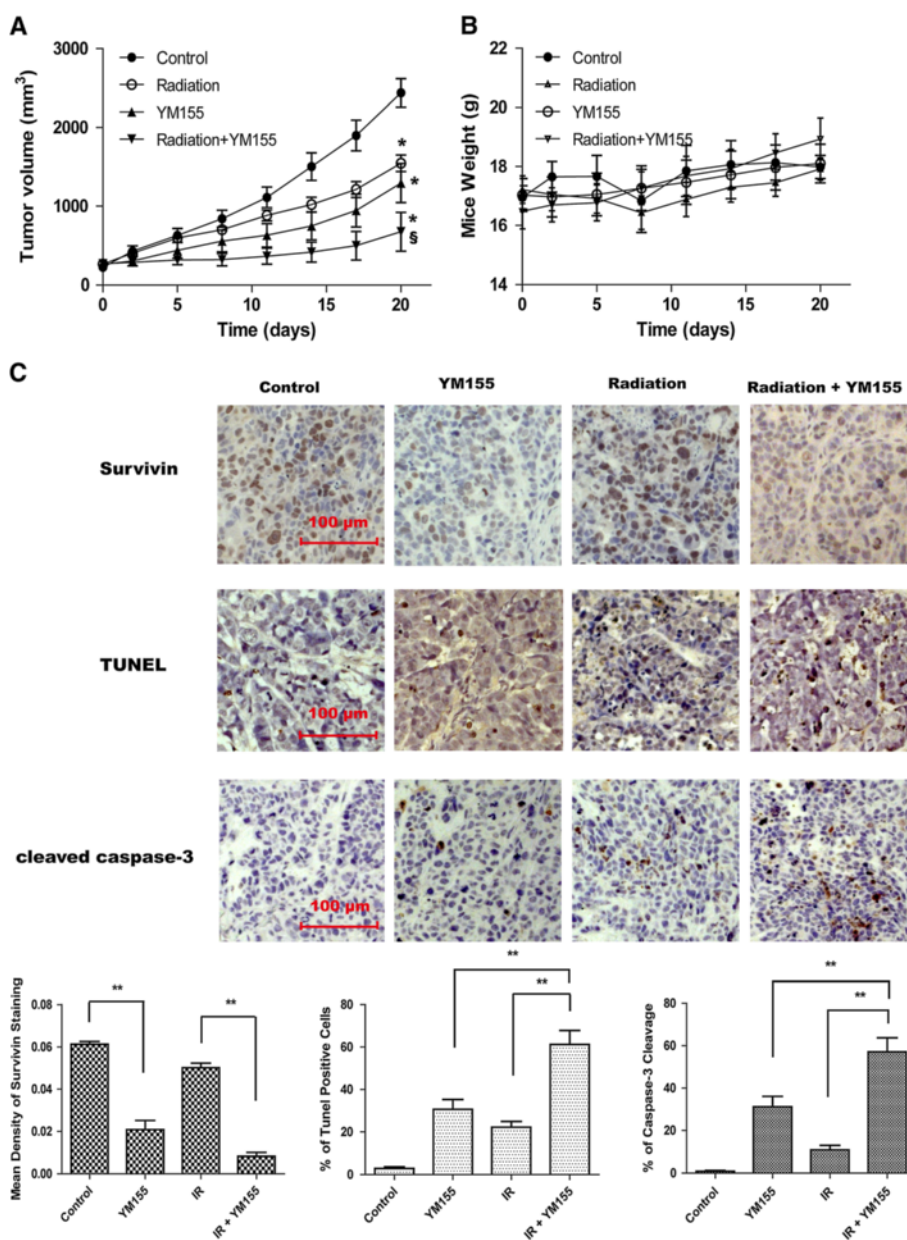 A
Tumor volume (mm³)
3000
2000
1000
0
Control
Radiation
YM155
Radiation+YM155
*
*
*
§
0 5 10 15 20
Time (days)
B
Mice Weight (g)
22
20
18
16
14
Control
Radiation
YM155
Radiation+YM155
0 5 10 15 20
Time (days)
C
Control YM155 Radiation Radiation + YM155
Survivin
100 μm
TUNEL
100 μm
cleaved caspase-3
100 μm
Mean Density of Survivin Staining
0.08
0.06
0.04
0.02
0.00
** **
Control YM155 IR IR + YM155
% of Tunel Positive Cells
80
60
40
20
0
**
**
Control YM155 IR IR + YM155
% of Caspase-3 Cleavage
80
60
40
20
0
**
**
Control YM155 IR IR + YM155